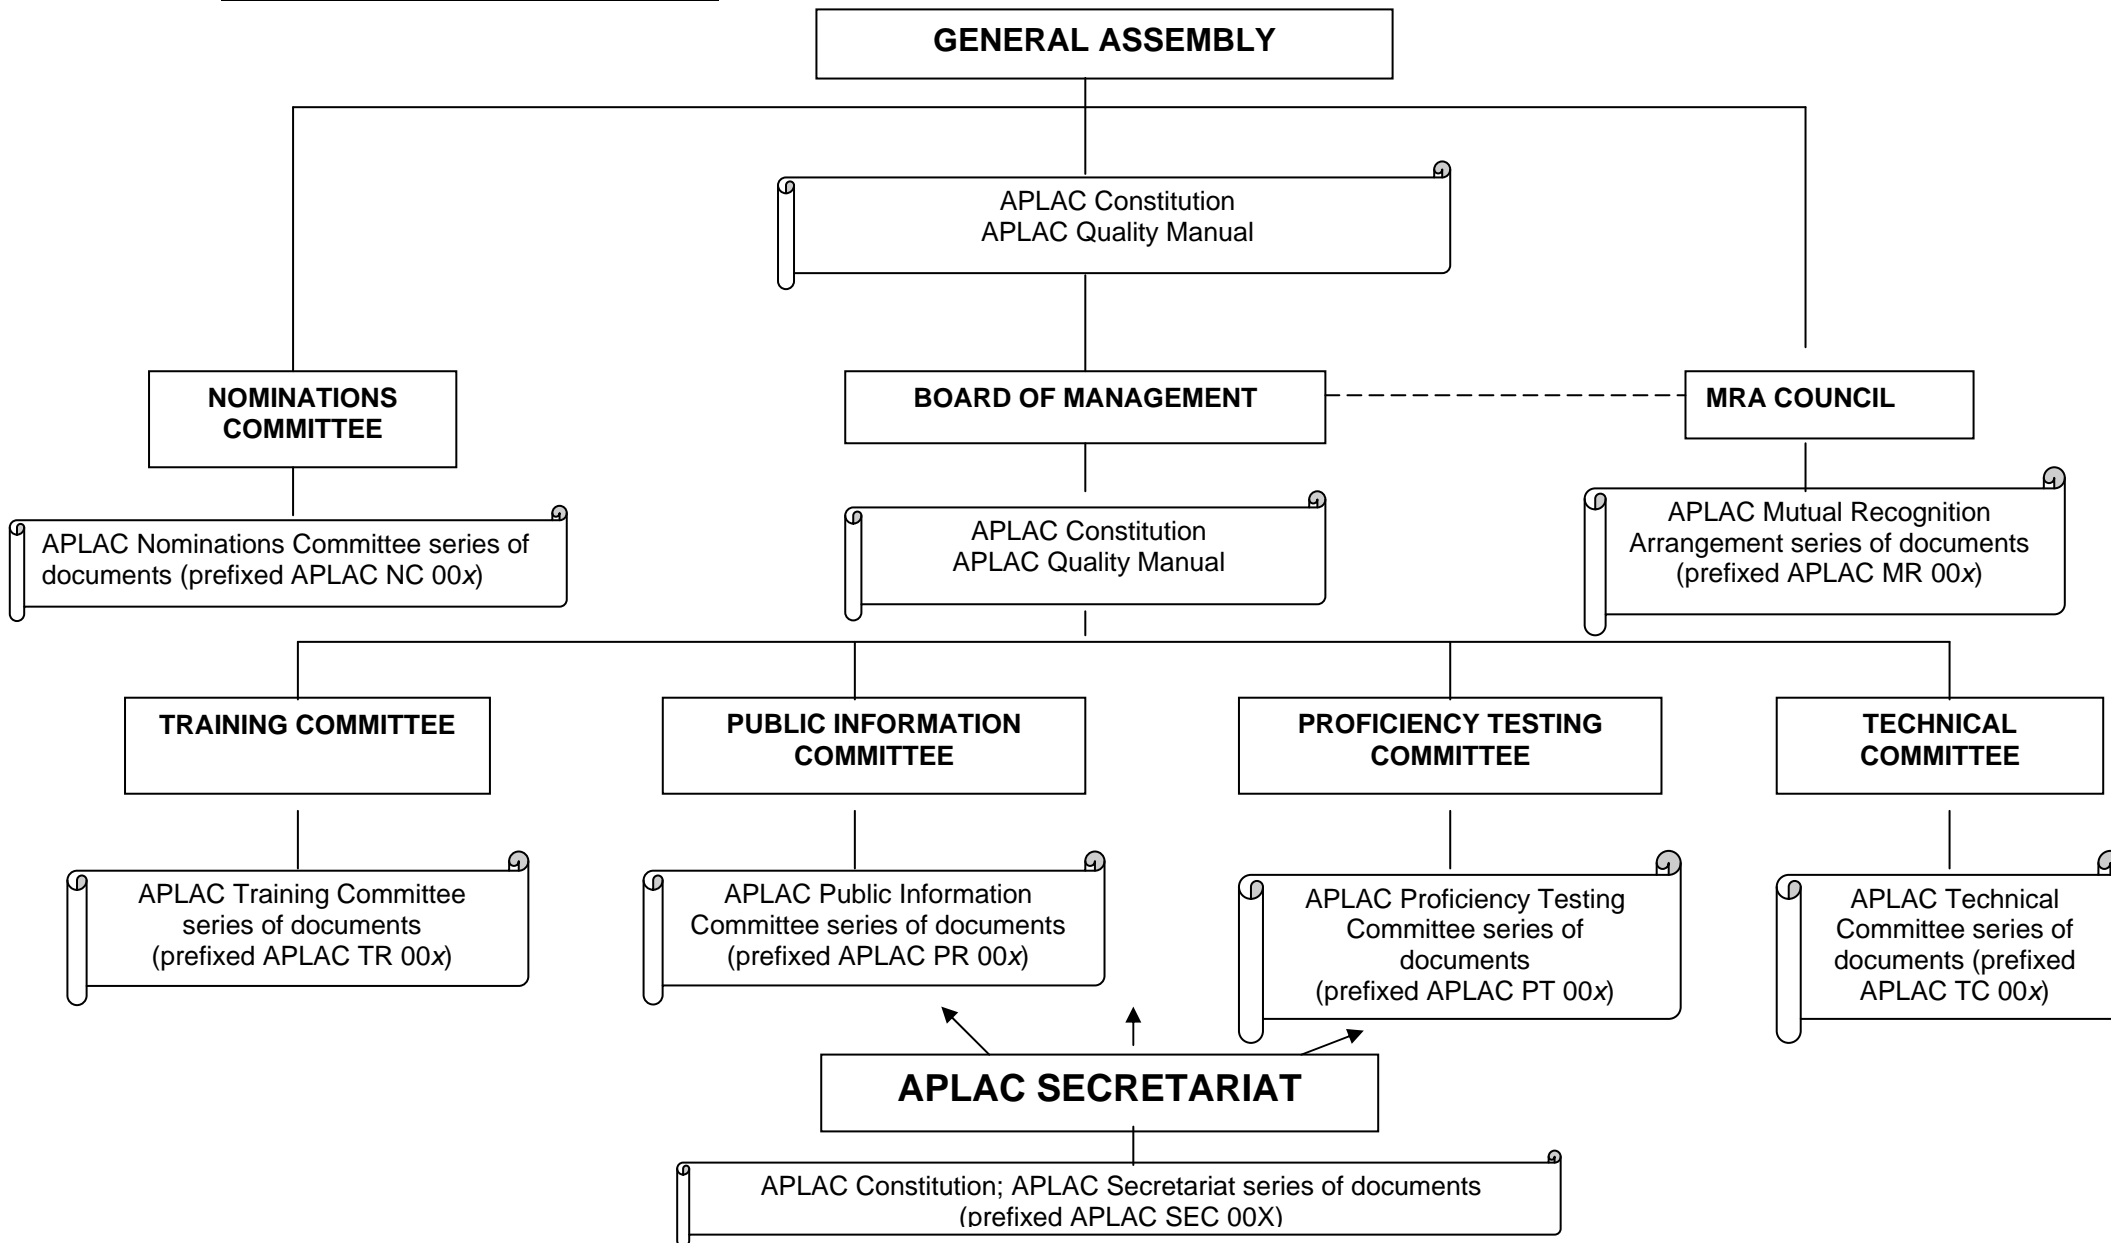 GENERAL ASSEMBLY
APLAC Constitution
APLAC Quality Manual
NOMINATIONS
COMMITTEE
BOARD OF MANAGEMENT
MRA COUNCIL
APLAC Nominations Committee series of
documents (prefixed APLAC NC 00x)
APLAC Constitution
APLAC Quality Manual
APLAC Mutual Recognition
Arrangement series of documents
(prefixed APLAC MR 00x)
TRAINING COMMITTEE
PUBLIC INFORMATION
COMMITTEE
PROFICIENCY TESTING
COMMITTEE
TECHNICAL
COMMITTEE
APLAC Training Committee
series of documents
(prefixed APLAC TR 00x)
APLAC Public Information
Committee series of documents
(prefixed APLAC PR 00x)
APLAC Proficiency Testing
Committee series of
documents
(prefixed APLAC PT 00x)
APLAC Technical
Committee series of
documents (prefixed
APLAC TC 00x)
APLAC SECRETARIAT
APLAC Constitution; APLAC Secretariat series of documents
(prefixed APLAC SEC 00X)